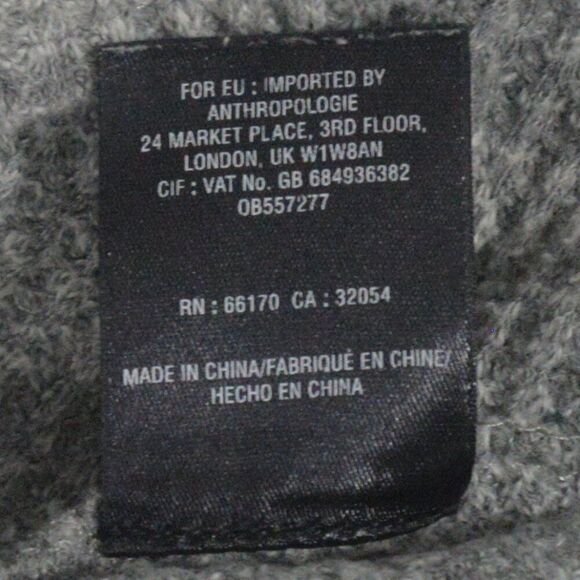 FOR EU : IMPORTED BY
ANTHROPOLOGIE
24 MARKET PLACE, 3RD FLOOR,
LONDON, UK W1W8AN
CIF : VAT No. GB 684936382
OB557277
RN : 66170 CA : 32054
MADE IN CHINA/FABRIQUÉ EN CHINE/
HECHO EN CHINA